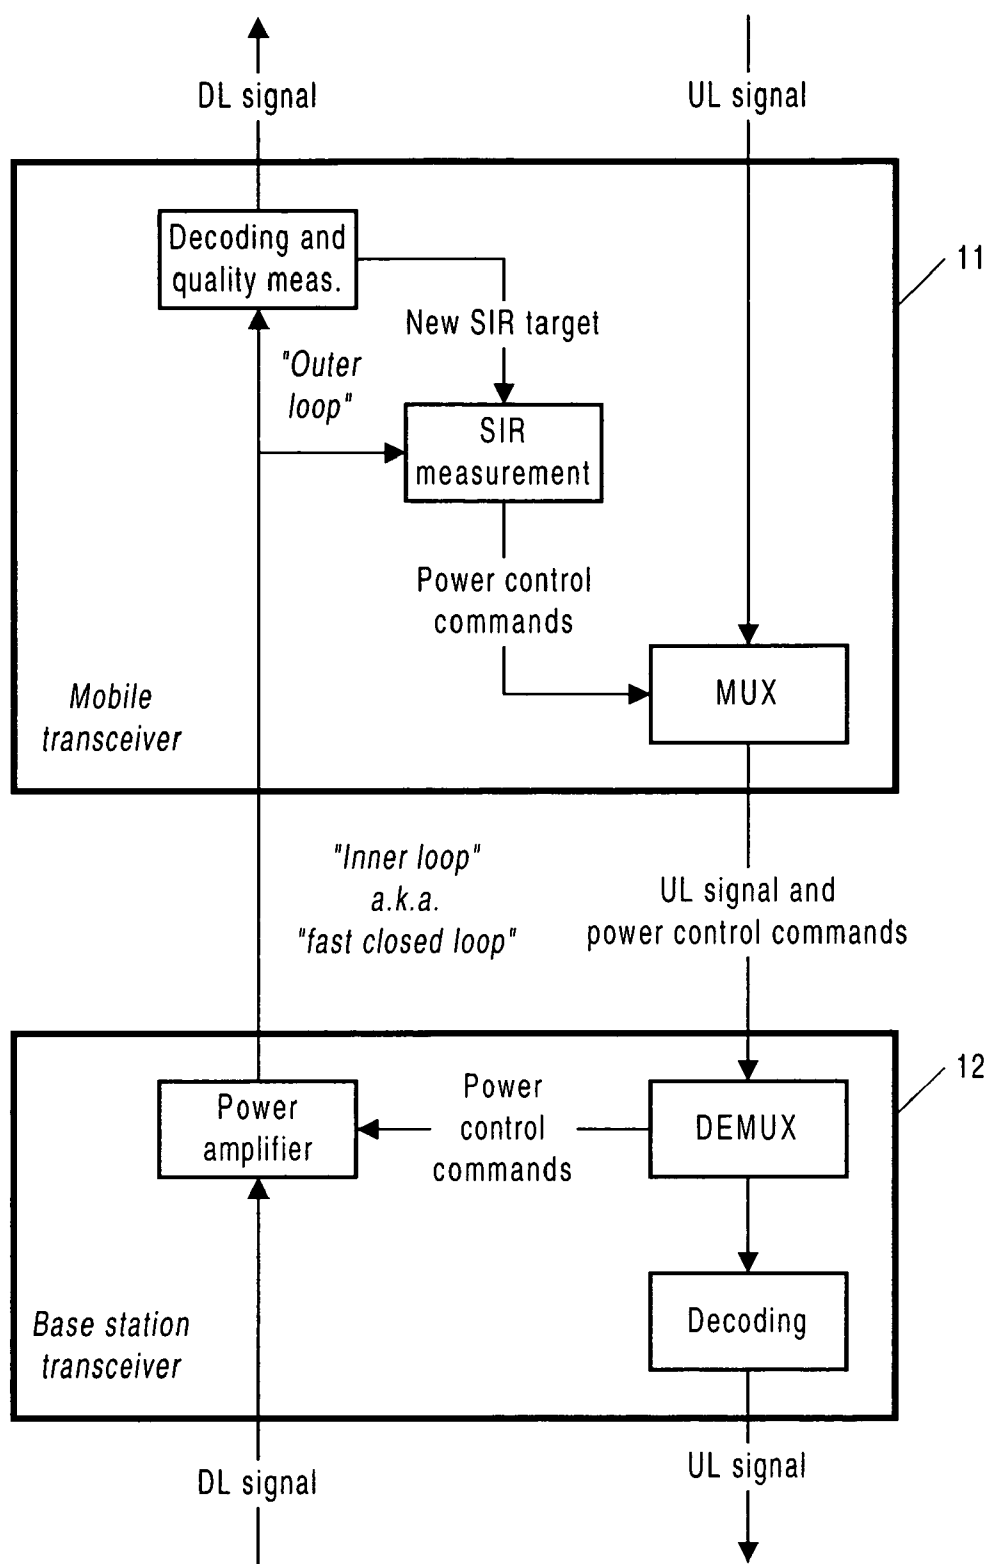 DL signal
UL signal
Decoding and
quality meas.
11
New SIR target
"Outer
loop"
SIR
measurement
Power control
commands
Mobile
transceiver
MUX
"Inner loop"
a.k.a.
"fast closed loop"
UL signal and
power control commands
12
Power
amplifier
Power
control
commands
DEMUX
Decoding
Base station
transceiver
DL signal
UL signal